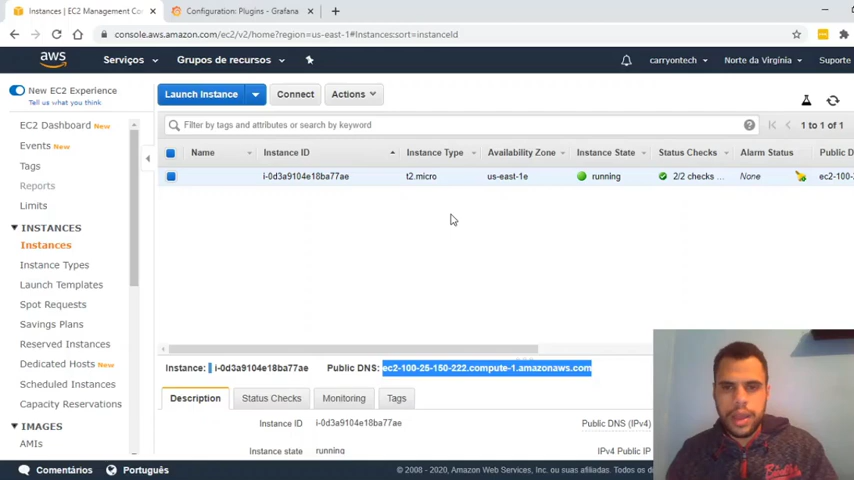 Instances | EC2 Management Co
Configuration: Plugins - Grafana
console.aws.amazon.com/ec2/v2/home?region=us-east-1#Instances:sort=instanceId
aws
Serviços
Grupos de recursos
carryontech
Norte da Virgínia
Suporte
New EC2 Experience
Tell us what you think
Launch Instance
Connect
Actions
EC2 Dashboard New
Events New
Tags
Reports
Limits
INSTANCES
Instances
Instance Types
Launch Templates
Spot Requests
Savings Plans
Reserved Instances
Dedicated Hosts New
Scheduled Instances
Capacity Reservations
IMAGES
AMIs
Filter by tags and attributes or search by keyword
1 to 1 of 1
Name
Instance ID
Instance Type
Availability Zone
Instance State
Status Checks
Alarm Status
Public D
i-0d3a9104e18ba77ae
t2.micro
us-east-1e
running
2/2 checks ...
None
ec2-100-2
Instance: i-0d3a9104e18ba77ae Public DNS: ec2-100-25-150-222.compute-1.amazonaws.com
Description
Status Checks
Monitoring
Tags
Instance ID i-0d3a9104e18ba77ae
Public DNS (IPv4)
Instance state running
IPv4 Public IP
Comentários
Português
© 2008 - 2020, Amazon Web Services, Inc. ou suas afiliadas. Todos os d